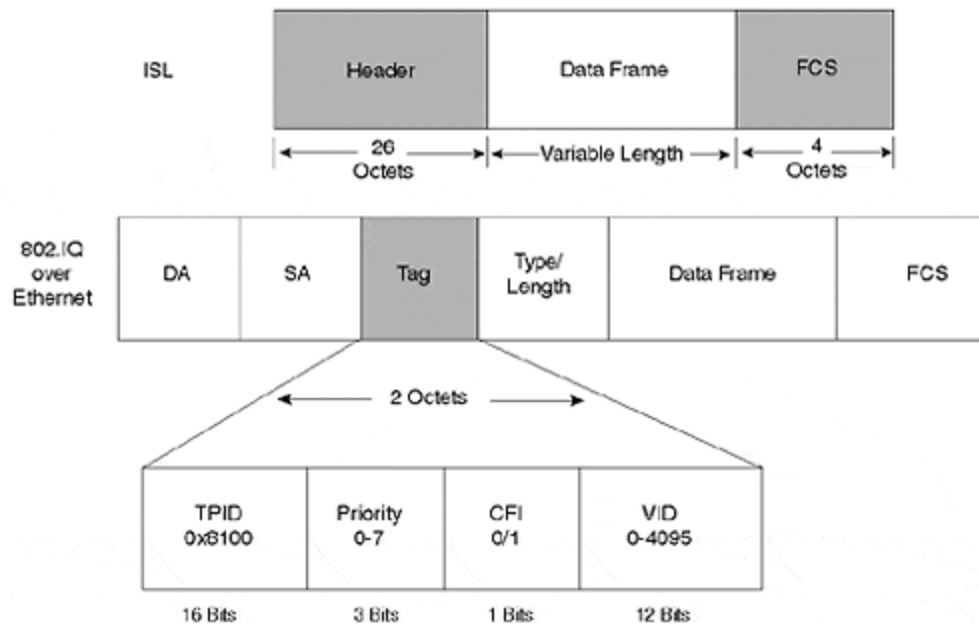 ISL
Header
Data Frame
FCS
26
Octets
Variable Length
4
Octets
802.IQ
over
Ethernet
DA
SA
Tag
Type/
Length
Data Frame
FCS
2 Octets
TPID
0x8100
Priority
0-7
CFI
0/1
VID
0-4095
16 Bits
3 Bits
1 Bits
12 Bits